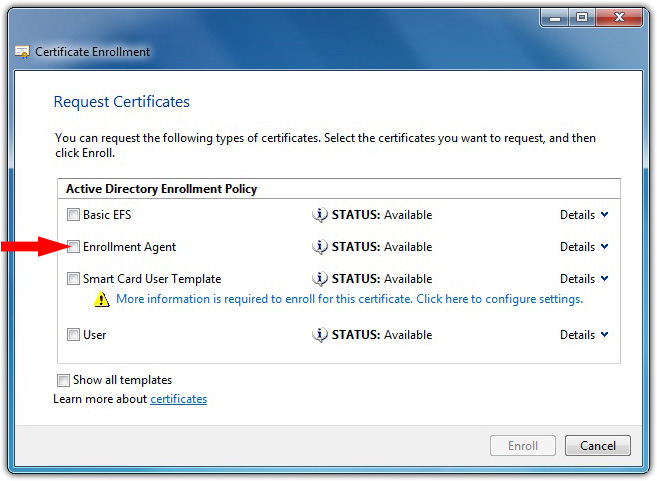 Certificate Enrollment
Request Certificates
You can request the following types of certificates. Select the certificates you want to request, and then
click Enroll.
Active Directory Enrollment Policy
Basic EFS STATUS: Available Details
Enrollment Agent STATUS: Available Details
Smart Card User Template STATUS: Available Details
More information is required to enroll for this certificate. Click here to configure settings.
User STATUS: Available Details
Show all templates
Learn more about certificates
Enroll Cancel